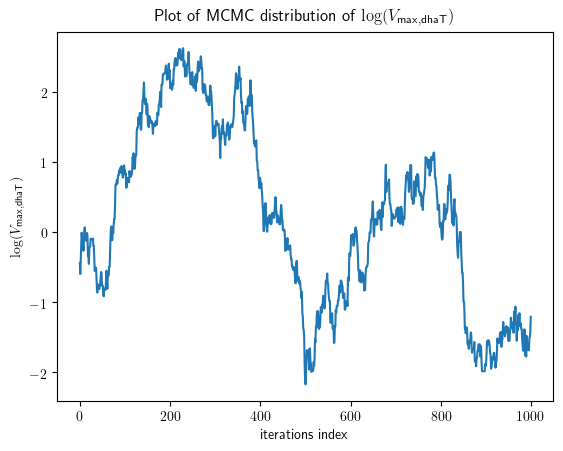 Plot of MCMC distribution of log(V_max,dhaT)
log(V_max,dhaT)
2
1
0
−1
−2
0 200 400 600 800 1000
iterations index